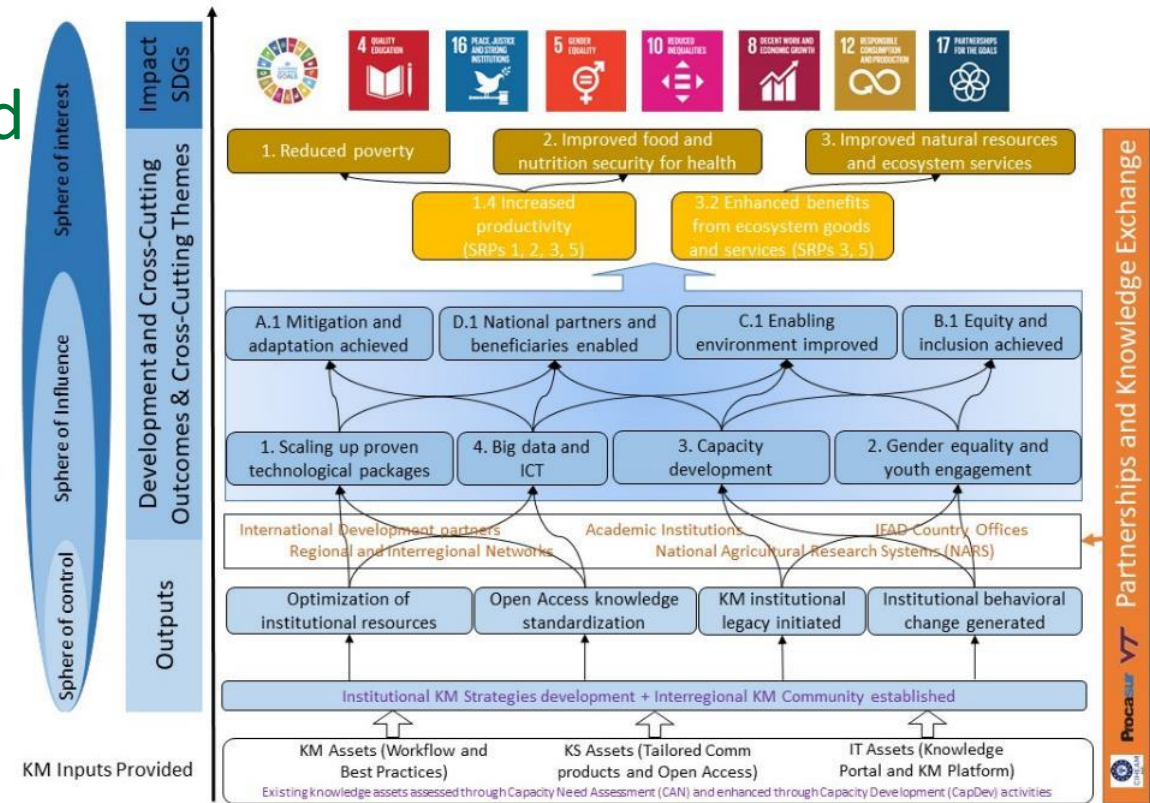 d
Sphere of interest
Sphere of Influence
Sphere of control
Impact
SDGs
Development and Cross-Cutting
Outcomes & Cross-Cutting Themes
Outputs
KM Inputs Provided
4 QUALITY
EDUCATION
16 PEACE, JUSTICE
AND STRONG
INSTITUTIONS
5 GENDER
EQUALITY
10 REDUCED
INEQUALITIES
8 DECENT WORK AND
ECONOMIC GROWTH
12 RESPONSIBLE
CONSUMPTION
AND PRODUCTION
17 PARTNERSHIPS
FOR THE GOALS
1. Reduced poverty
2. Improved food and
nutrition security for health
3. Improved natural resources
and ecosystem services
1.4 Increased
productivity
(SRPs 1, 2, 3, 5)
3.2 Enhanced benefits
from ecosystem goods
and services (SRPs 3, 5)
A.1 Mitigation and
adaptation achieved
D.1 National partners and
beneficiaries enabled
C.1 Enabling
environment improved
B.1 Equity and
inclusion achieved
1. Scaling up proven
technological packages
4. Big data and
ICT
3. Capacity
development
2. Gender equality and
youth engagement
International Development partners
Academic Institutions
IFAD Country Offices
Regional and Interregional Networks
National Agricultural Research Systems (NARS)
Optimization of
institutional resources
Open Access knowledge
standardization
KM institutional
legacy initiated
Institutional behavioral
change generated
Institutional KM Strategies development + Interregional KM Community established
KM Assets (Workflow and
Best Practices)
KS Assets (Tailored Comm
products and Open Access)
IT Assets (Knowledge
Portal and KM Platform)
Existing knowledge assets assessed through Capacity Need Assessment (CAN) and enhanced through Capacity Development (CapDev) activities
Partnerships and Knowledge Exchange
VT
Procasur
CIHEAM